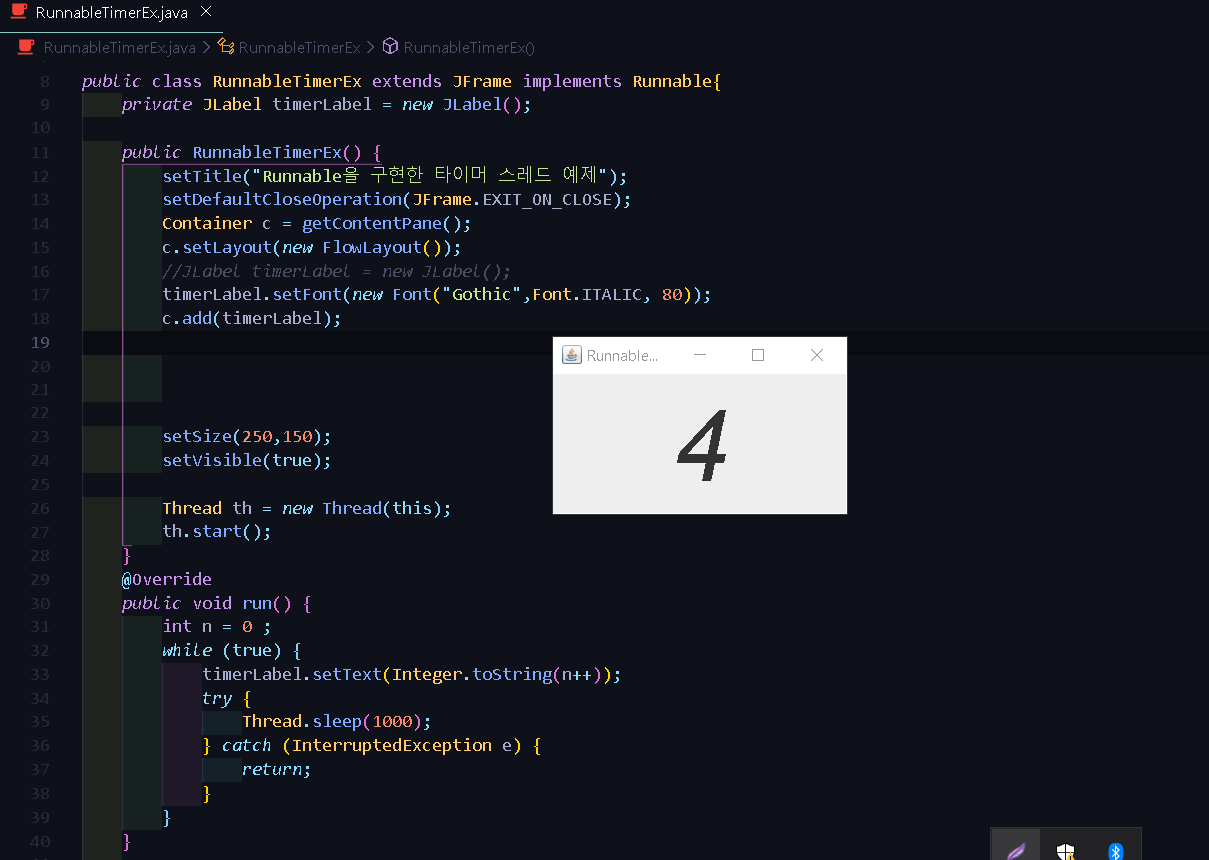 RunnableTimerEx.java
RunnableTimerEx.java > RunnableTimerEx > RunnableTimerEx()
8 public class RunnableTimerEx extends JFrame implements Runnable{
9 private JLabel timerLabel = new JLabel();
10
11 public RunnableTimerEx() {
12 setTitle("Runnable을 구현한 타이머 스레드 예제");
13 setDefaultCloseOperation(JFrame.EXIT_ON_CLOSE);
14 Container c = getContentPane();
15 c.setLayout(new FlowLayout());
16 //JLabel timerLabel = new JLabel();
17 timerLabel.setFont(new Font("Gothic",Font.ITALIC, 80));
18 c.add(timerLabel);
19
20
21
22
23 setSize(250,150);
24 setVisible(true);
25
26 Thread th = new Thread(this);
27 th.start();
28 }
29 @Override
30 public void run() {
31 int n = 0 ;
32 while (true) {
33 timerLabel.setText(Integer.toString(n++));
34 try {
35 Thread.sleep(1000);
36 } catch (InterruptedException e) {
37 return;
38 }
39 }
40 }
Runnable...
4